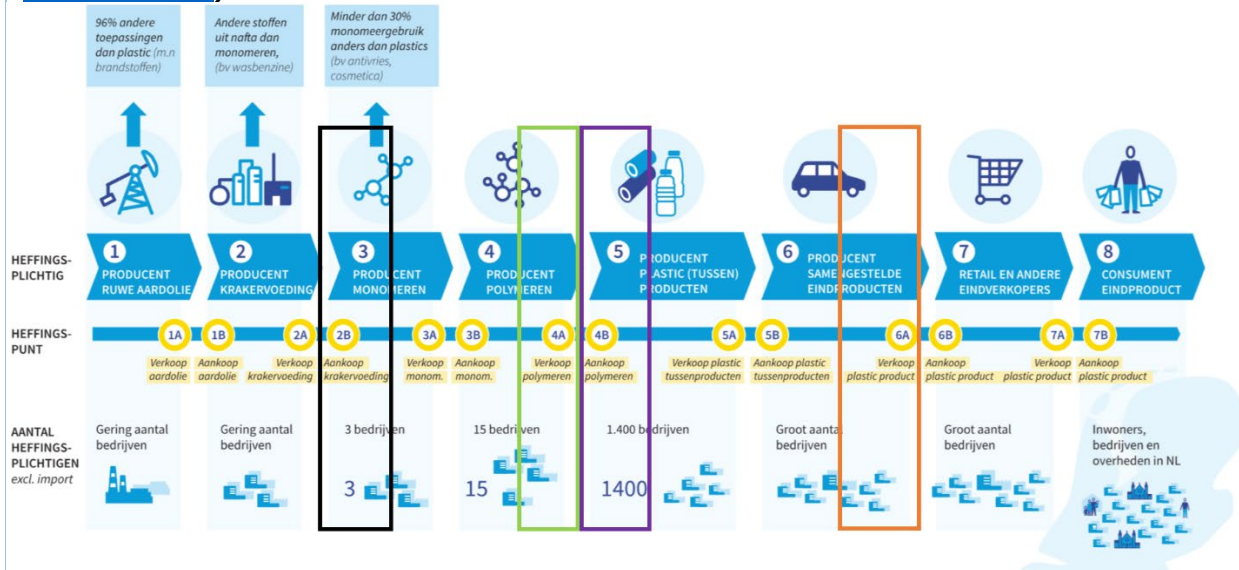 96% andere
toepassingen
dan plastic (m.n
brandstoffen)
Andere stoffen
uit nafta dan
monomeren,
(bv wasbenzine)
Minder dan 30%
monomeergebruik
anders dan plastics
(bv antivries,
cosmetica)
HEFFINGS-
PLICHTIG
1
PRODUCENT
RUWE AARDOLIE
2
PRODUCENT
KRAKERVOEDING
3
PRODUCENT
MONOMEREN
4
PRODUCENT
POLYMEREN
5
PRODUCENT
PLASTIC (TUSSEN)
PRODUCTEN
6
PRODUCENT
SAMENGESTELDE
EINDPRODUCTEN
7
RETAIL EN ANDERE
EINDVERKOPERS
8
CONSUMENT
EINDPRODUCT
HEFFINGS-
PUNT
1A
Verkoop
aardolie
1B
Aankoop
aardolie
2A
Verkoop
krakervoeding
2B
Aankoop
krakervoeding
3A
Verkoop
monom.
3B
Aankoop
monom.
4A
Verkoop
polymeren
4B
Aankoop
polymeren
5A
Verkoop plastic
tussenproducten
5B
Aankoop plastic
tussenproducten
6A
Verkoop
plastic product
6B
Aankoop
plastic product
7A
Verkoop
plastic product
7B
Aankoop
plastic product
AANTAL
HEFFINGS-
PLICHTIGEN
excl. import
Gering aantal
bedrijven
Gering aantal
bedrijven
3 bedrijven
3
15 bedrijven
15
1.400 bedrijven
1400
Groot aantal
bedrijven
Groot aantal
bedrijven
Inwoners,
bedrijven en
overheden in NL